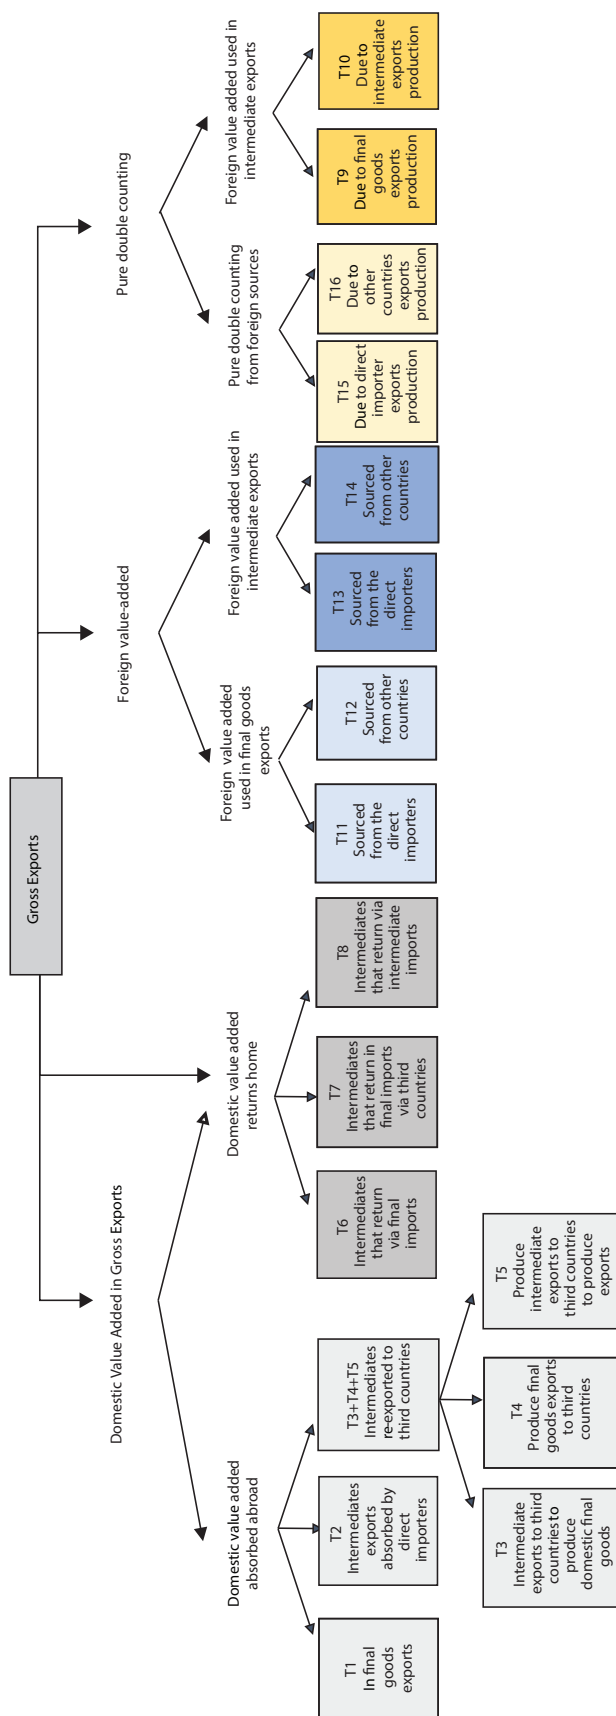 Gross Exports
Domestic Value Added in Gross Exports
Foreign value-added
Pure double counting
Domestic value added
absorbed abroad
Domestic value added
returns home
Foreign value added
used in final goods
exports
Foreign value added used in
intermediate exports
Pure double counting
from foreign sources
Foreign value added used in
intermediate exports
T1
In final
goods
exports
T2
Intermediates
exports
absorbed by
direct
importers
T3+T4+T5
Intermediates
re-exported to
third countries
T6
Intermediates
that return
via final
imports
T7
Intermediates
that return in
final imports
via third
countries
T8
Intermediates
that return via
intermediate
imports
T11
Sourced
from the
direct
importers
T12
Sourced
from other
countries
T13
Sourced
from the
direct
importers
T14
Sourced
from other
countries
T15
Due to direct
importer
exports
production
T16
Due to
other
countries
exports
production
T9
Due to final
goods
exports
production
T10
Due to
intermediate
exports
production
T3
Intermediate
exports to third
countries to
produce
domestic final
goods
T4
Produce final
goods exports
to third
countries
T5
Produce
intermediate
exports to
third countries
to produce
exports